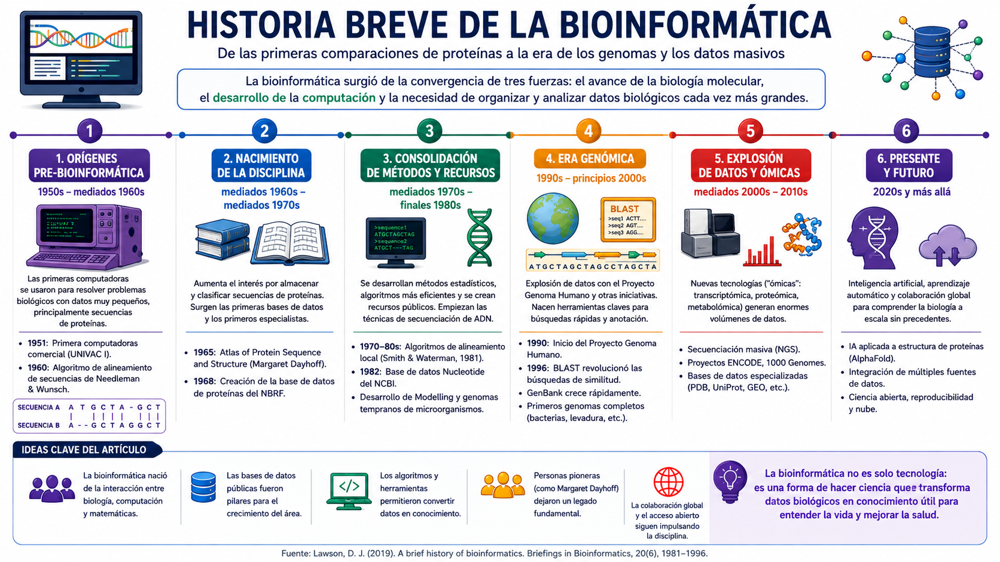 HISTORIA BREVE DE LA BIOINFORMÁTICA
De las primeras comparaciones de proteínas a la era de los genomas y los datos masivos
La bioinformática surgió de la convergencia de tres fuerzas: el avance de la biología molecular,
el desarrollo de la computación y la necesidad de organizar y analizar datos biológicos cada vez más grandes.
1
1. ORÍGENES
PRE-BIOINFORMÁTICA
1950s – mediados 1960s
Las primeras computadoras
se usaron para resolver problemas
biológicos con datos muy pequeños,
principalmente secuencias
de proteínas.
• 1951: Primera computadoras
comercial (UNIVAC I).
• 1960: Algoritmo de alineamiento
de secuencias de Needleman
& Wunsch.
SECUENCIA A A T G C T A - G C T
SECUENCIA B A - - G C T A G G C T
2
2. NACIMIENTO
DE LA DISCIPLINA
mediados 1960s –
mediados 1970s
Aumenta el interés por almacenar
y clasificar secuencias de proteínas.
Surgen las primeras bases de datos
y los primeros especialistas.
• 1965: Atlas of Protein Sequence
and Structure (Margaret Dayhoff).
• 1968: Creación de la base de datos
de proteínas del NBRF.
3
3. CONSOLIDACIÓN
DE MÉTODOS Y RECURSOS
mediados 1970s –
finales 1980s
>sequence1
ATGCTAGCTAG
>sequence2
ATGCT---TAG
Se desarrollan métodos estadísticos,
algoritmos más eficientes y se crean
recursos públicos. Empiezan las
técnicas de secuenciación de ADN.
• 1970–80s: Algoritmos de alineamiento
local (Smith & Waterman, 1981).
• 1982: Base de datos Nucleotide
del NCBI.
• Desarrollo de Modelling y genomas
tempranos de microorganismos.
4
4. ERA GENÓMICA
1990s – principios 2000s
BLAST
>seq1 ACTT....
>seq2 AGT....
>seq3 AGG....
A T G C T A G C T A G C C T A G C T A
Explosión de datos con el Proyecto
Genoma Humano y otras iniciativas.
Nacen herramientas claves para
búsquedas rápidas y anotación.
• 1990: Inicio del Proyecto Genoma
Humano.
• 1996: BLAST revolucionó las
búsquedas de similitud.
• GenBank crece rápidamente.
• Primeros genomas completos
(bacterias, levadura, etc.).
5
5. EXPLOSIÓN
DE DATOS Y ÓMICAS
mediados 2000s – 2010s
Nuevas tecnologías ("ómicas":
transcriptómica, proteómica,
metabolómica) generan enormes
volúmenes de datos.
• Secuenciación masiva (NGS).
• Proyectos ENCODE, 1000 Genomes.
• Bases de datos especializadas
(PDB, UniProt, GEO, etc.).
6
6. PRESENTE
Y FUTURO
2020s y más allá
Inteligencia artificial, aprendizaje
automático y colaboración global
para comprender la biología a
escala sin precedentes.
• IA aplicada a estructura de proteínas
(AlphaFold).
• Integración de múltiples fuentes
de datos.
• Ciencia abierta, reproducibilidad
y nube.
IDEAS CLAVE DEL ARTÍCULO
La bioinformática nació
de la interacción entre
biología, computación
y matemáticas.
Las bases de datos
públicas fueron
pilares para el
crecimiento del área.
</>
Los algoritmos y
herramientas
permitieron convertir
datos en conocimiento.
Personas pioneras
(como Margaret Dayhoff)
dejaron un legado
fundamental.
La colaboración global
y el acceso abierto
siguen impulsando
la disciplina.
La bioinformática no es solo tecnología:
es una forma de hacer ciencia quee transforma
datos biológicos en conocimiento útil para
entender la vida y mejorar la salud.
Fuente: Lawson, D. J. (2019). A brief history of bioinformatics. Briefings in Bioinformatics, 20(6), 1981–1996.